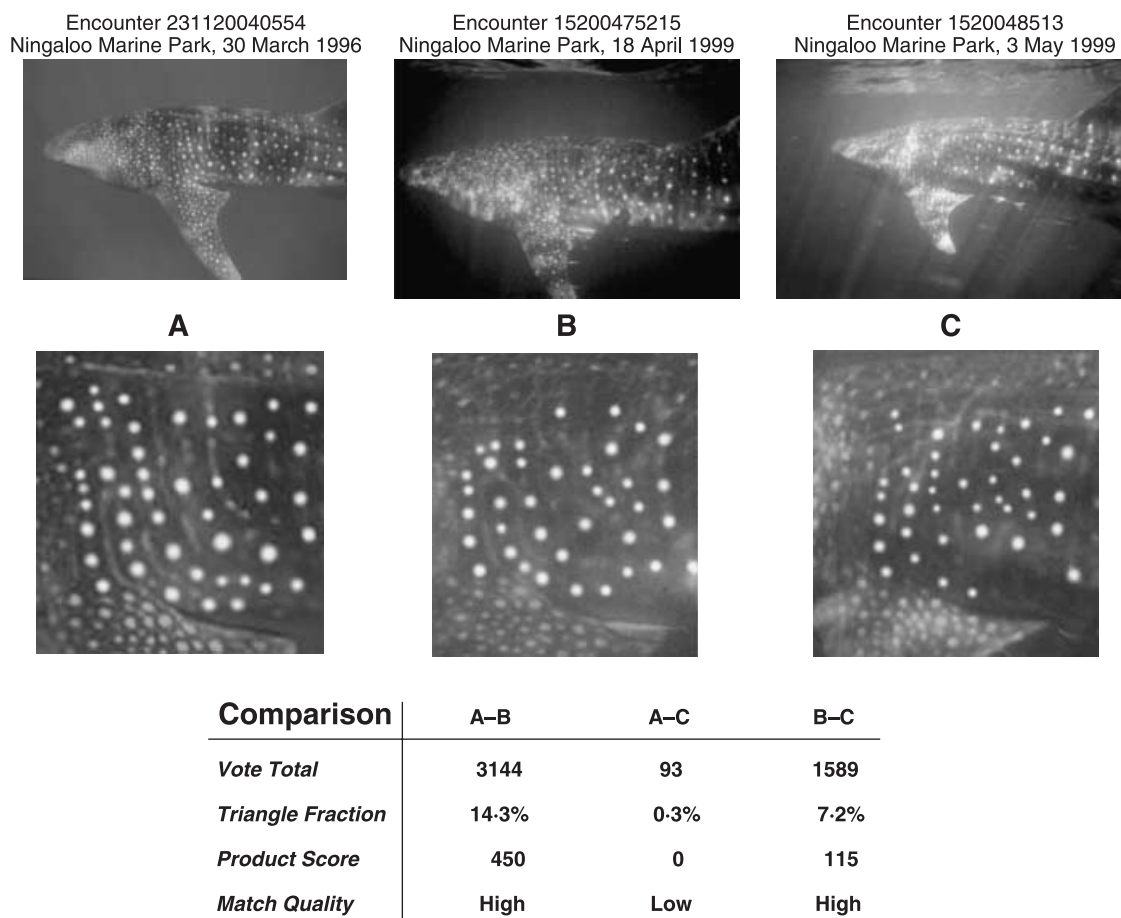 Encounter 231120040554
Ningaloo Marine Park, 30 March 1996
Encounter 15200475215
Ningaloo Marine Park, 18 April 1999
Encounter 1520048513
Ningaloo Marine Park, 3 May 1999
A
B
C
Comparison A–B A–C B–C
Vote Total 3144 93 1589
Triangle Fraction 14·3% 0·3% 7·2%
Product Score 450 0 115
Match Quality High Low High